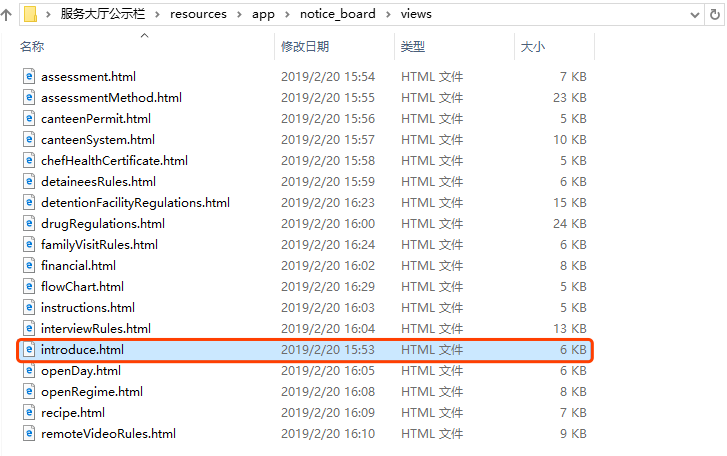 服务大厅公示栏 > resources > app > notice_board > views
名称 修改日期 类型 大小
assessment.html 2019/2/20 15:54 HTML 文件 7 KB
assessmentMethod.html 2019/2/20 15:55 HTML 文件 23 KB
canteenPermit.html 2019/2/20 15:56 HTML 文件 5 KB
canteenSystem.html 2019/2/20 15:57 HTML 文件 10 KB
chefHealthCertificate.html 2019/2/20 15:58 HTML 文件 5 KB
detaineesRules.html 2019/2/20 15:59 HTML 文件 6 KB
detentionFacilityRegulations.html 2019/2/20 16:23 HTML 文件 15 KB
drugRegulations.html 2019/2/20 16:00 HTML 文件 24 KB
familyVisitRules.html 2019/2/20 16:24 HTML 文件 6 KB
financial.html 2019/2/20 16:02 HTML 文件 8 KB
flowChart.html 2019/2/20 16:29 HTML 文件 5 KB
instructions.html 2019/2/20 16:03 HTML 文件 5 KB
interviewRules.html 2019/2/20 16:04 HTML 文件 13 KB
introduce.html 2019/2/20 15:53 HTML 文件 6 KB
openDay.html 2019/2/20 16:05 HTML 文件 6 KB
openRegime.html 2019/2/20 16:08 HTML 文件 8 KB
recipe.html 2019/2/20 16:09 HTML 文件 7 KB
remoteVideoRules.html 2019/2/20 16:10 HTML 文件 9 KB